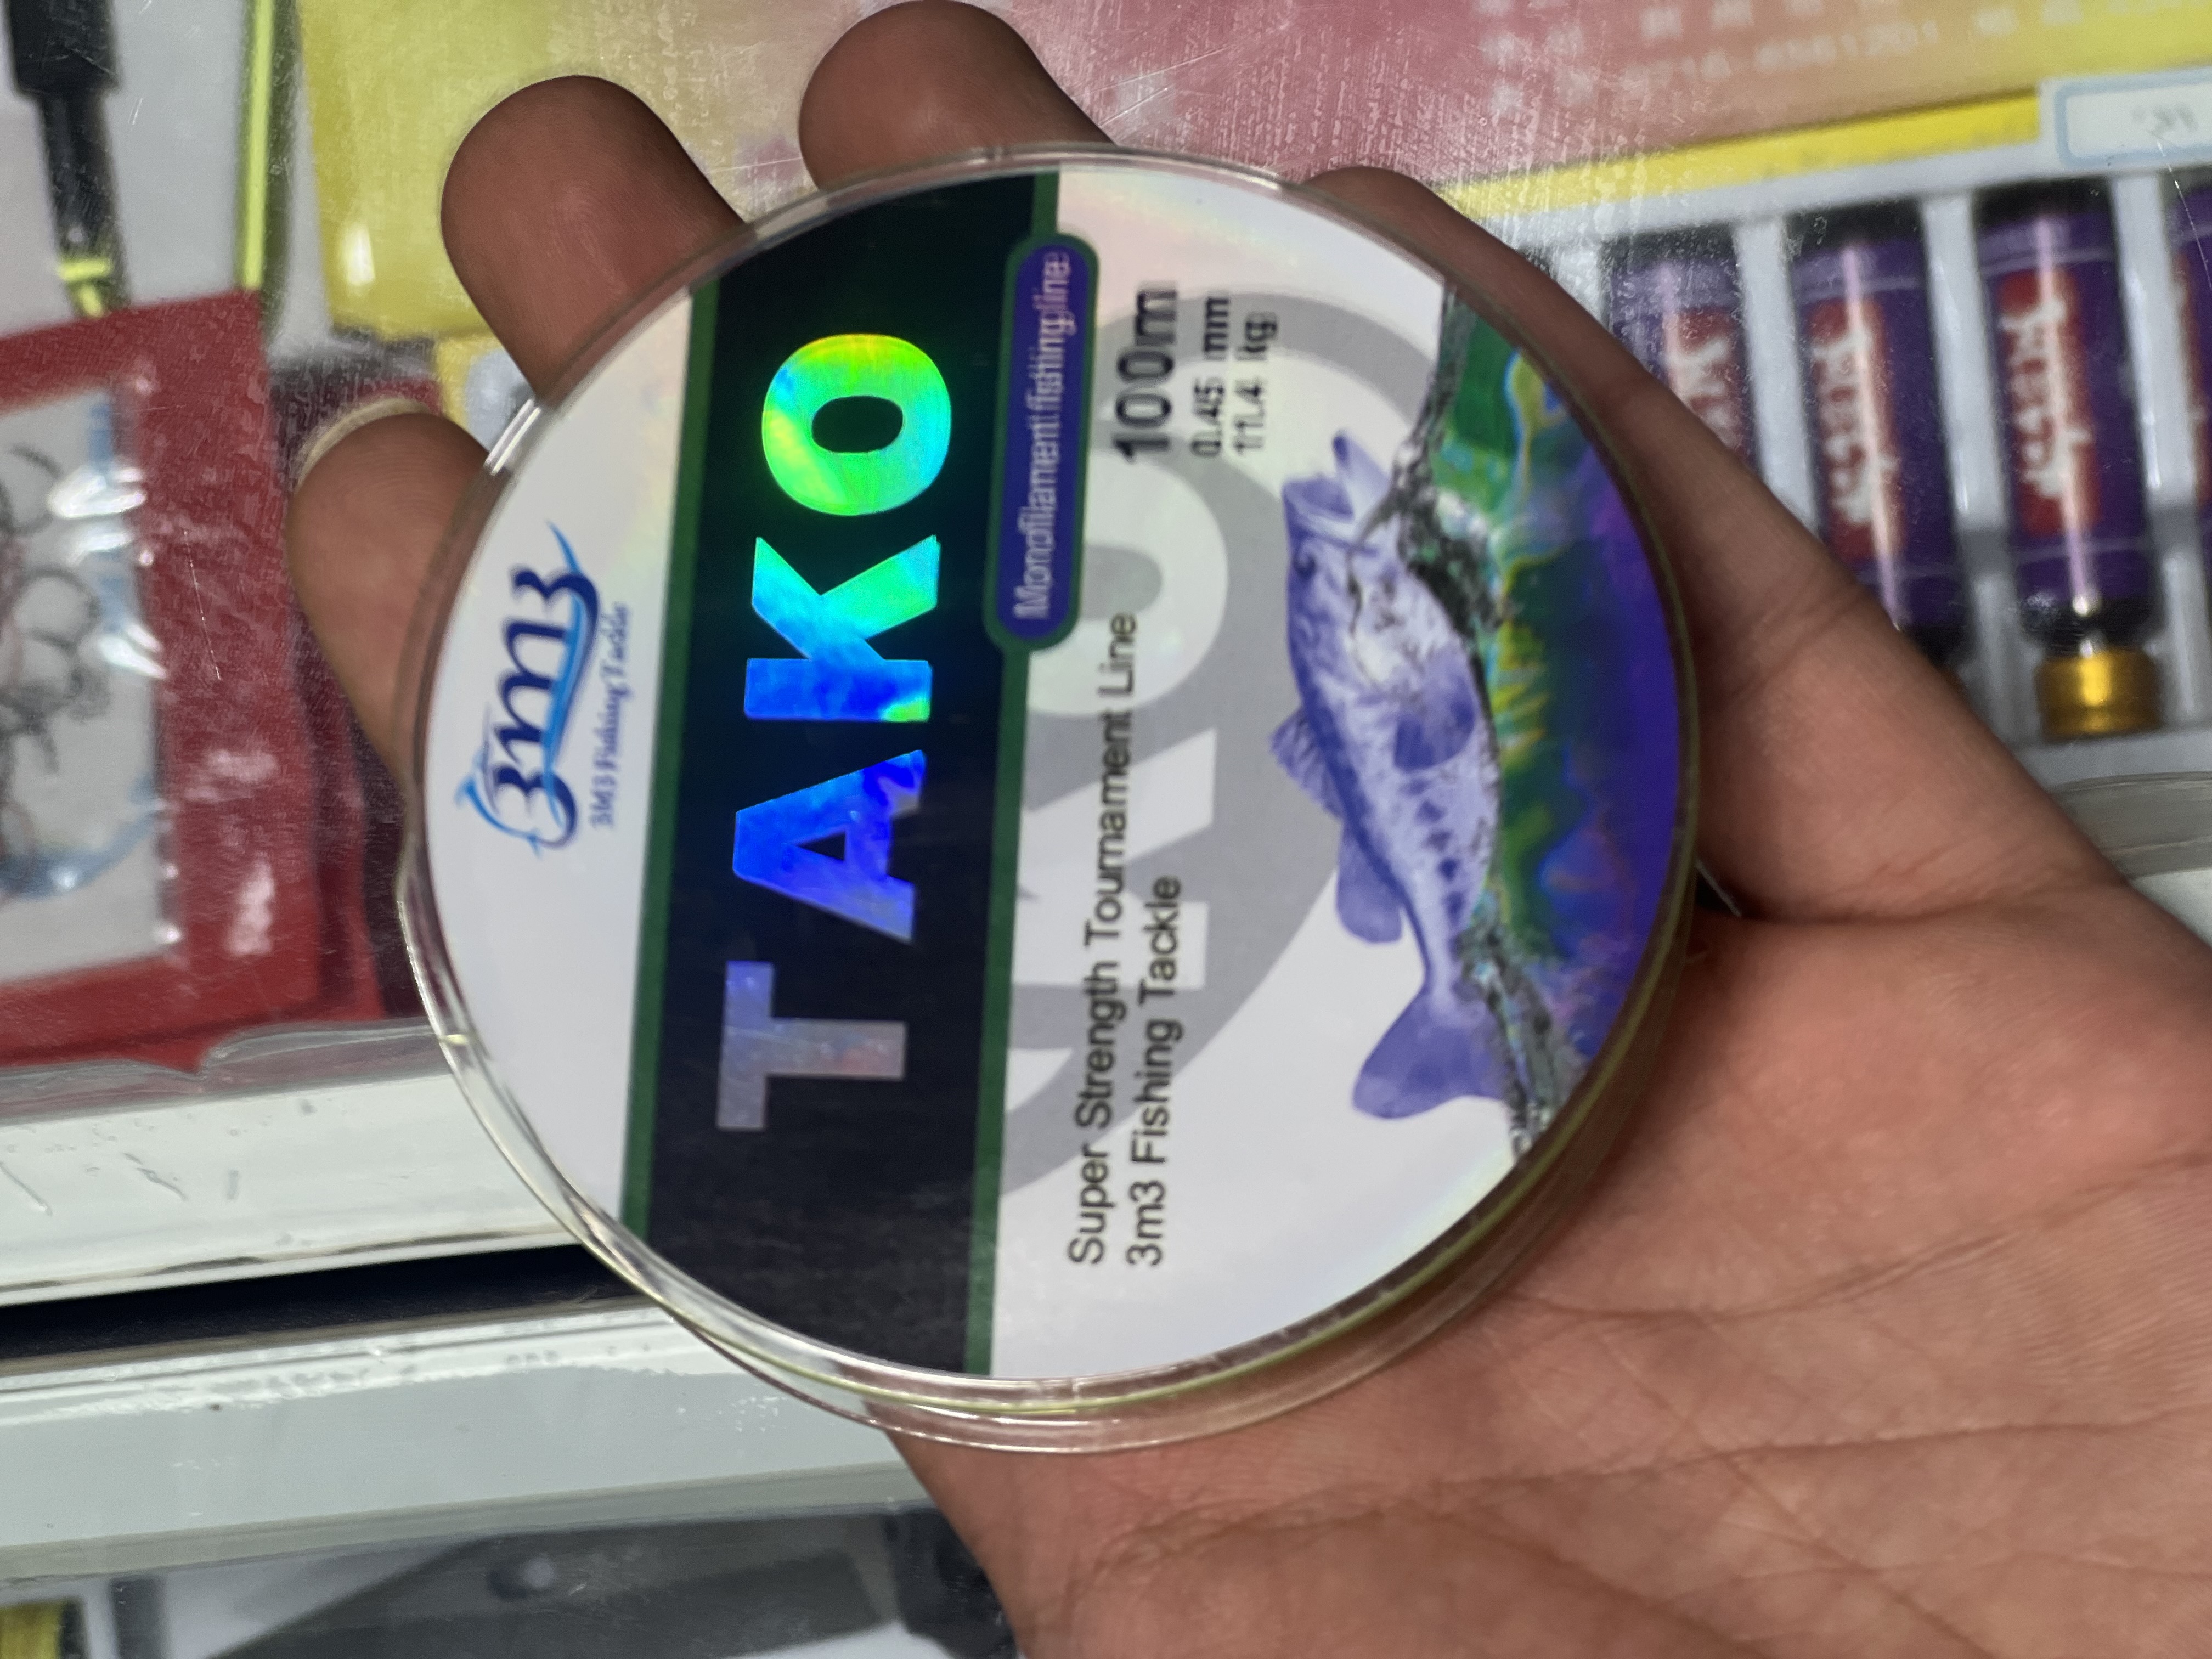 3m3
3M3 Fishing Tackle
TAKO
Monofilament fishing line
100m
0.45 mm
11.4 kg
Super Strength Tournament Line
3m3 Fishing Tackle